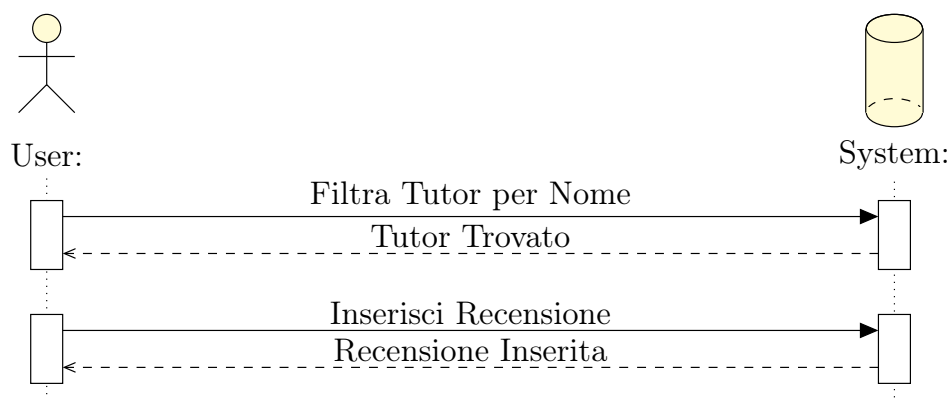 User:
System:
Filtra Tutor per Nome
Tutor Trovato
Inserisci Recensione
Recensione Inserita